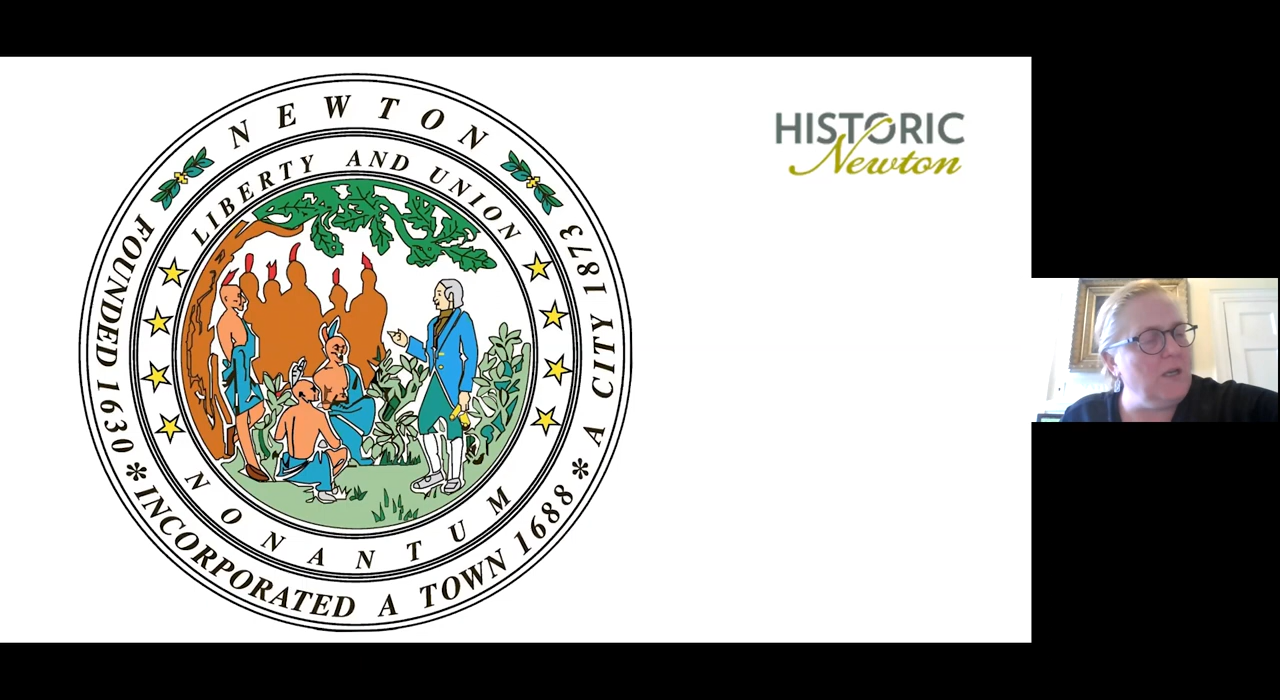 NEWTON
FOUNDED 1630 * INCORPORATED A TOWN 1688 * A CITY 1873
LIBERTY AND UNION
NONANTUM
HISTORIC
Newton